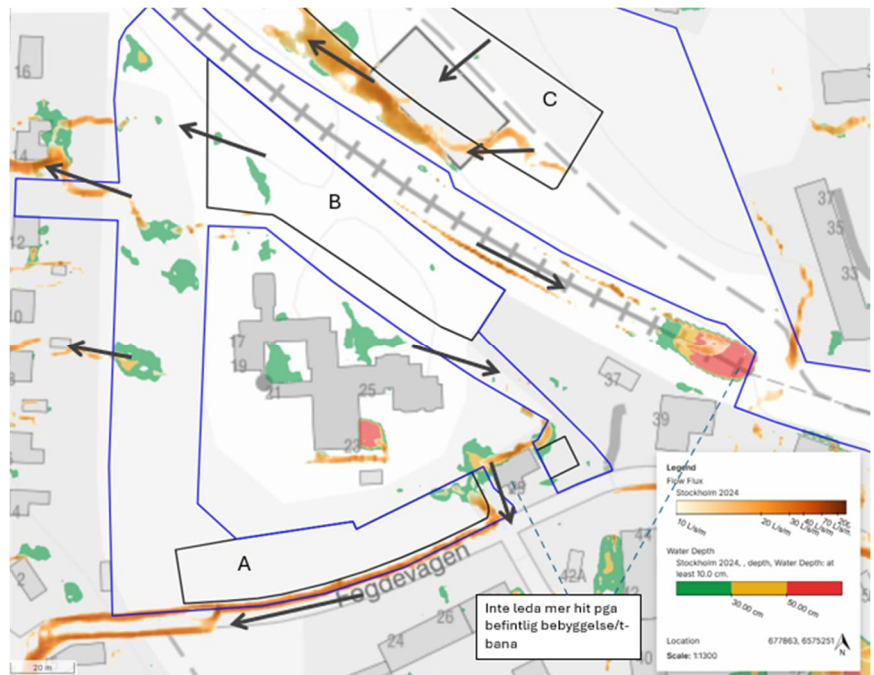 16
C
14
B
37
35
33
12
10
17
19
21
25
37
39
23
A
4
2
Fogdevägen
26
24
42A
44
Inte leda mer hit pga
befintlig bebyggelse/t-
bana
20 m
Legend
Flow Flux
Stockholm 2024
10 L/s/m
20 L/s/m
30 L/s/m
Water Depth
Stockholm 2024, , depth, Water Depth: at
least 10.0 cm.
30.00 cm
50.00 cm
Location
677863, 6575251
Scale: 1:1300
N